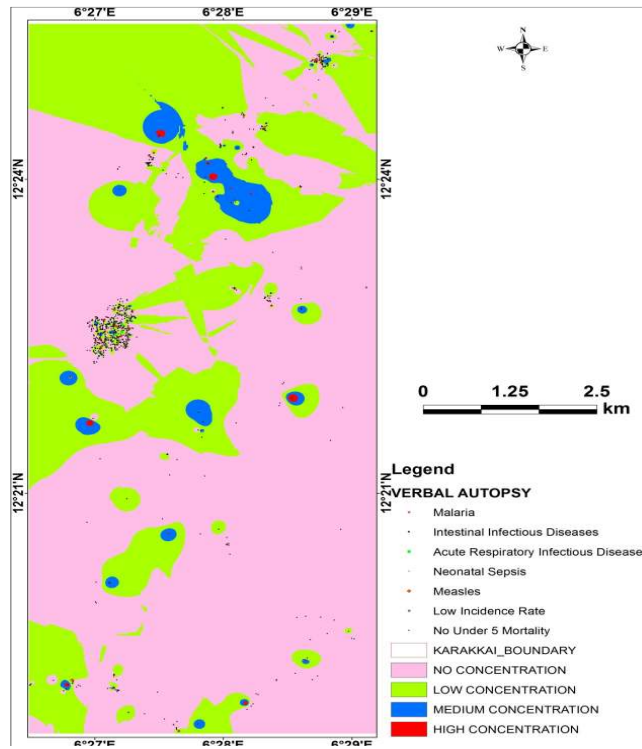 6°27'E 6°28'E 6°29'E
N
W E
S
12°24'N 12°24'N
0 1.25 2.5
km
12°21'N 12°21'N
Legend
VERBAL AUTOPSY
Malaria
Intestinal Infectious Diseases
Acute Respiratory Infectious Disease
Neonatal Sepsis
Measles
Low Incidence Rate
No Under 5 Mortality
KARAKKAI_BOUNDARY
NO CONCENTRATION
LOW CONCENTRATION
MEDIUM CONCENTRATION
HIGH CONCENTRATION
6°27'E 6°28'E 6°29'E